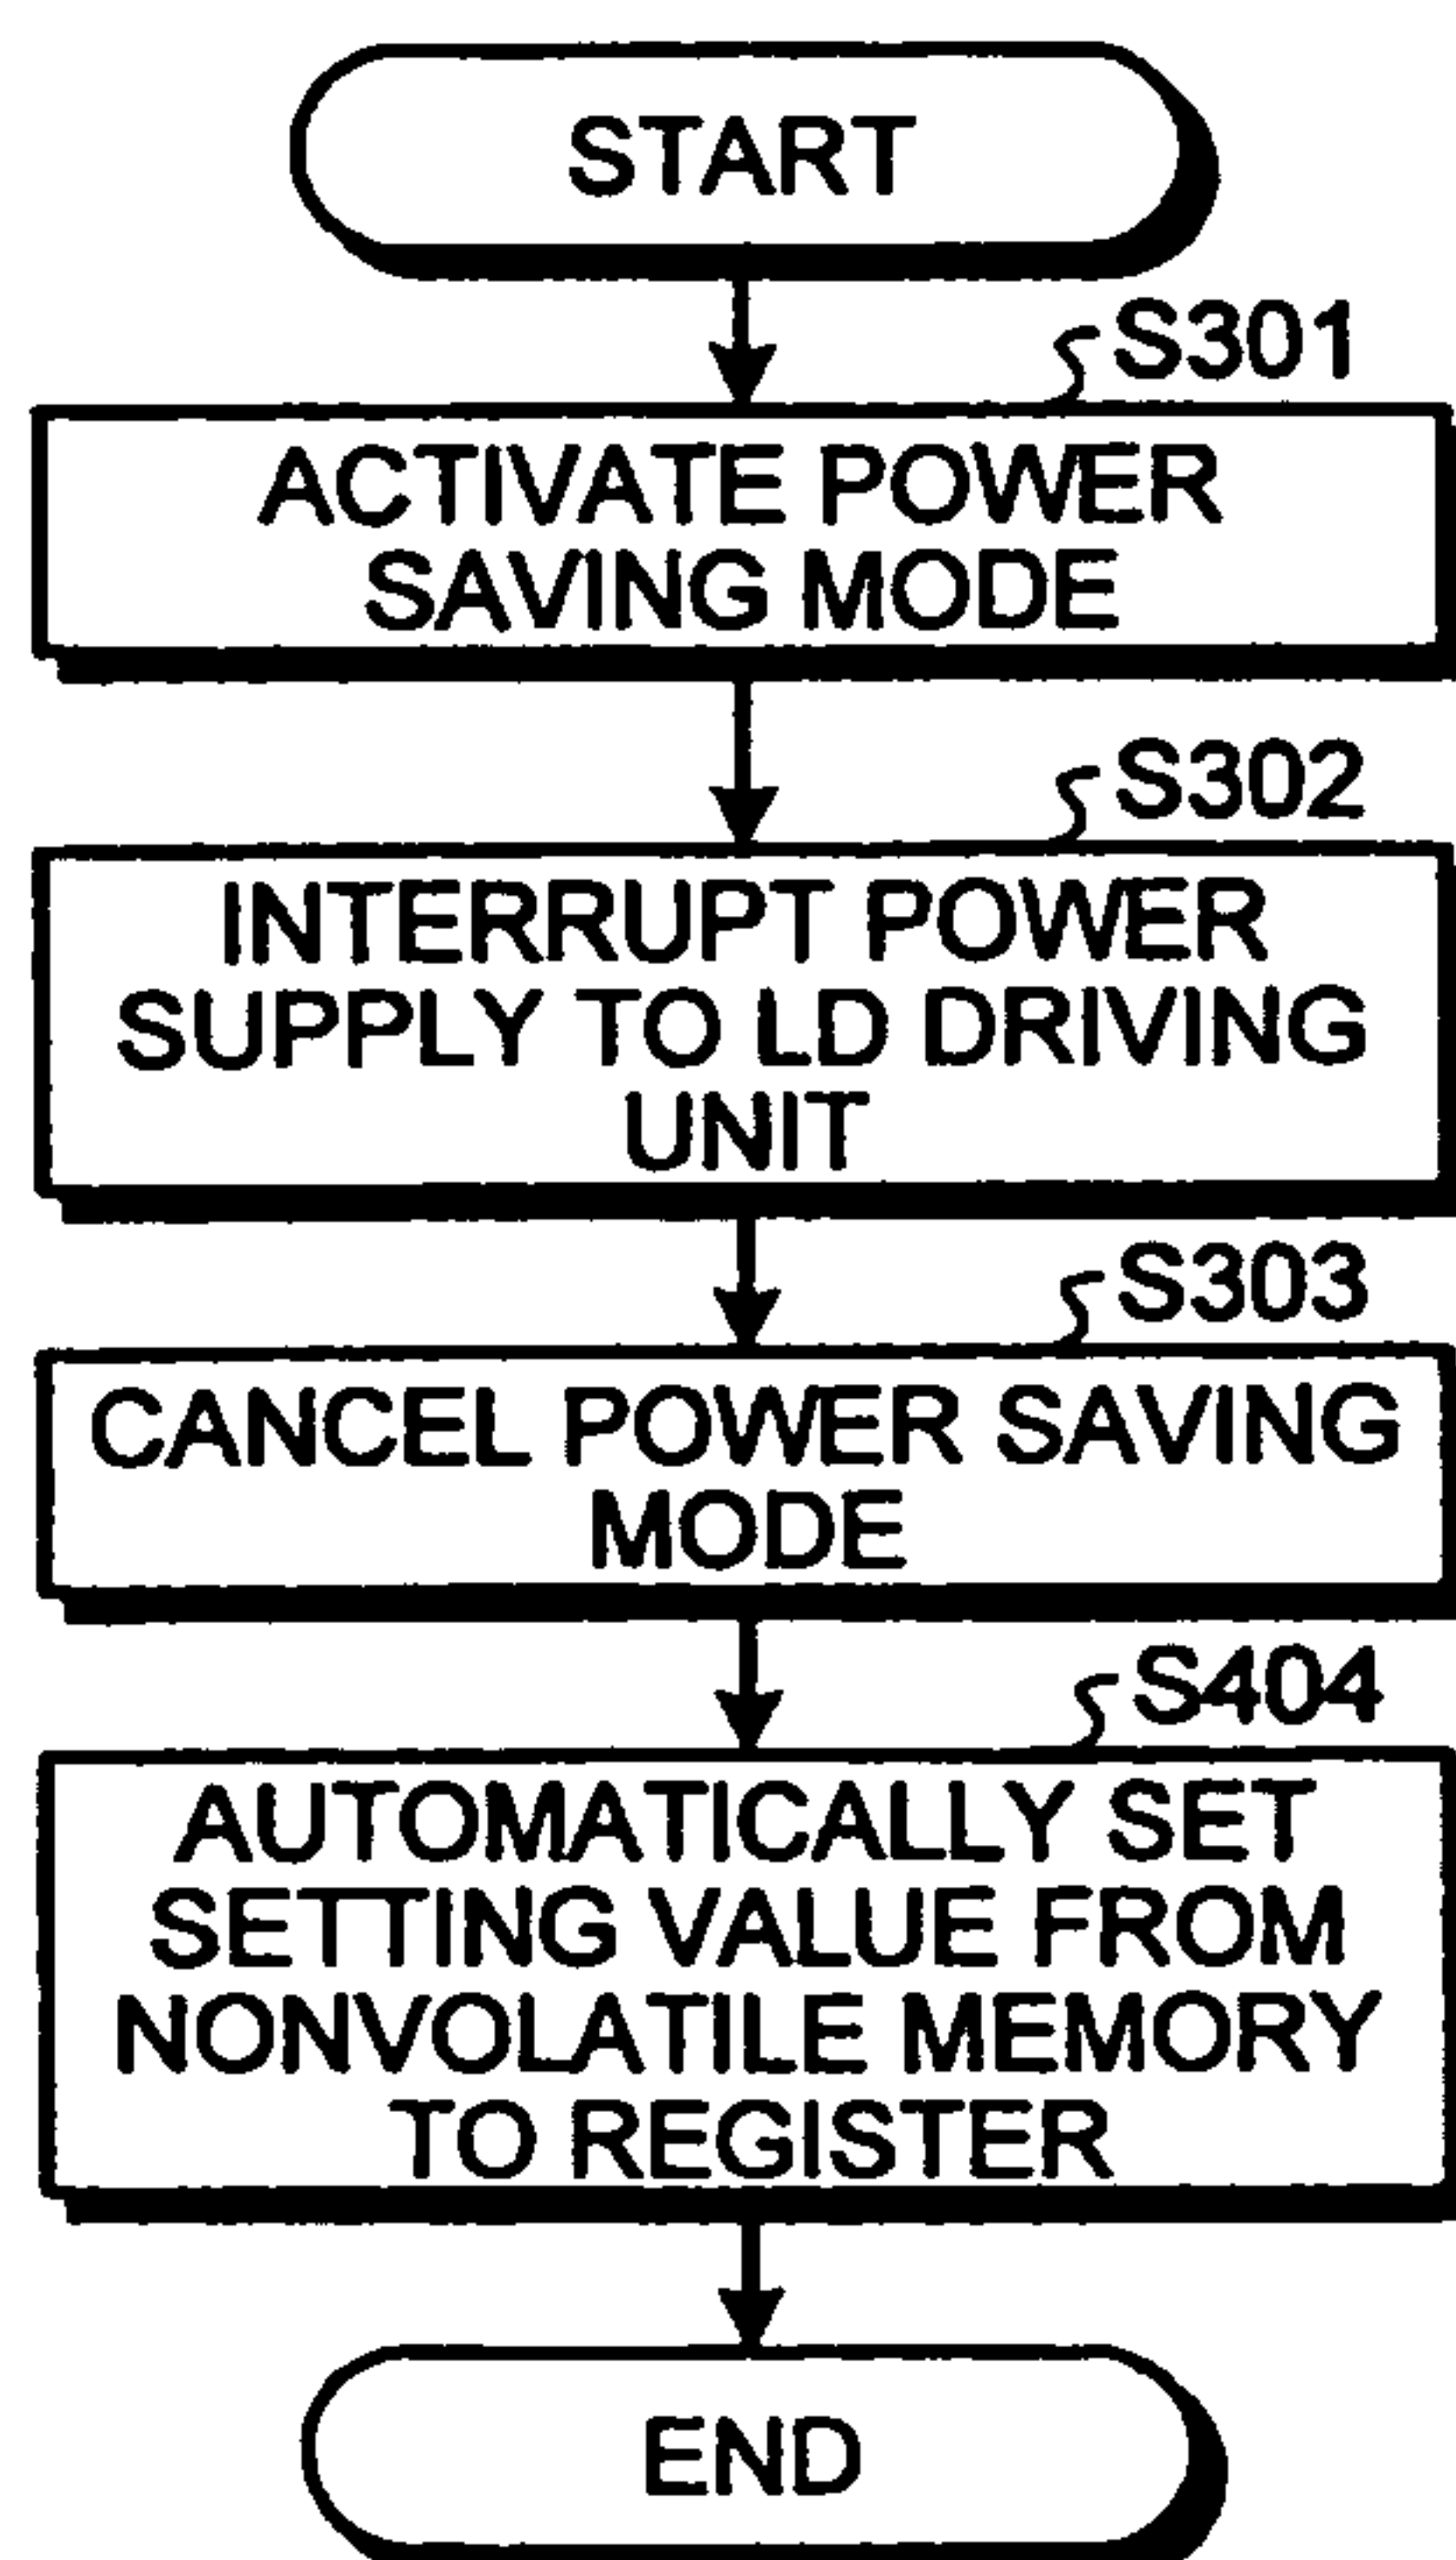 START
S301
ACTIVATE POWER
SAVING MODE
S302
INTERRUPT POWER
SUPPLY TO LD DRIVING
UNIT
S303
CANCEL POWER SAVING
MODE
S404
AUTOMATICALLY SET
SETTING VALUE FROM
NONVOLATILE MEMORY
TO REGISTER
END